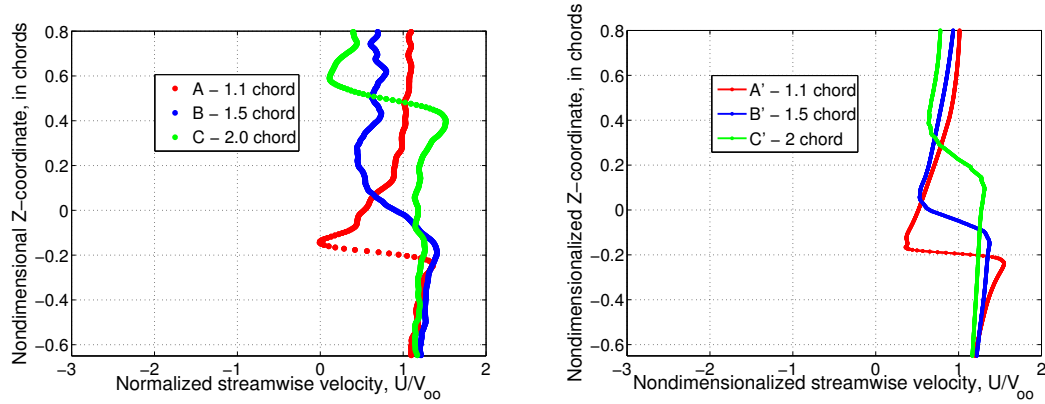 0.8
0.6
0.4
0.2
0
−0.2
−0.4
−0.6
−3
−2
−1
0
1
2
Nondimensional Z-coordinate, in chords
Normalized streamwise velocity, U/V_oo
A − 1.1 chord
B − 1.5 chord
C − 2.0 chord
0.8
0.6
0.4
0.2
0
−0.2
−0.4
−0.6
−3
−2
−1
0
1
2
Nondimensionalized Z-coordinate, in chords
Nondimensionalized streamwise velocity, U/V_oo
A' − 1.1 chord
B' − 1.5 chord
C' − 2 chord